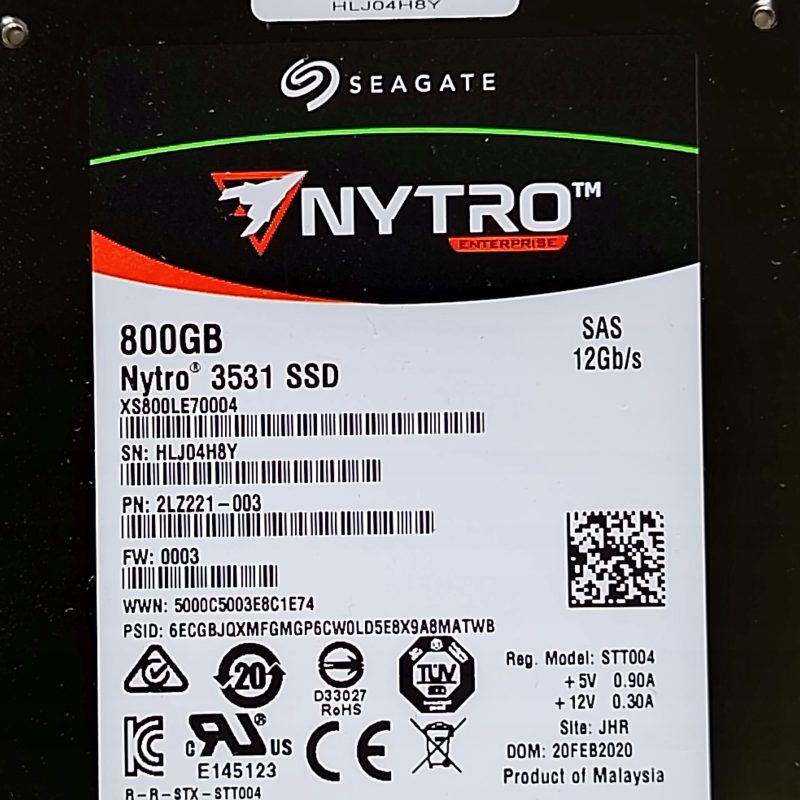 HLJ04H8Y
SEAGATE
NYTRO™
ENTERPRISE
800GB
Nytro® 3531 SSD
XS800LE70004
SN: HLJ04H8Y
PN: 2LZ221-003
FW: 0003
WWN: 5000C5003E8C1E74
PSID: 6ECGBJQXMFGMGP6CW0LD5E8X9A8MATWB
SAS
12Gb/s
20
D33027
RoHS
TÜV
Reg. Model: STT004
+5V 0.90A
+12V 0.30A
Site: JHR
DOM: 20FEB2020
Product of Malaysia
c RU® US
E145123
CE
R-R-STX-STT004